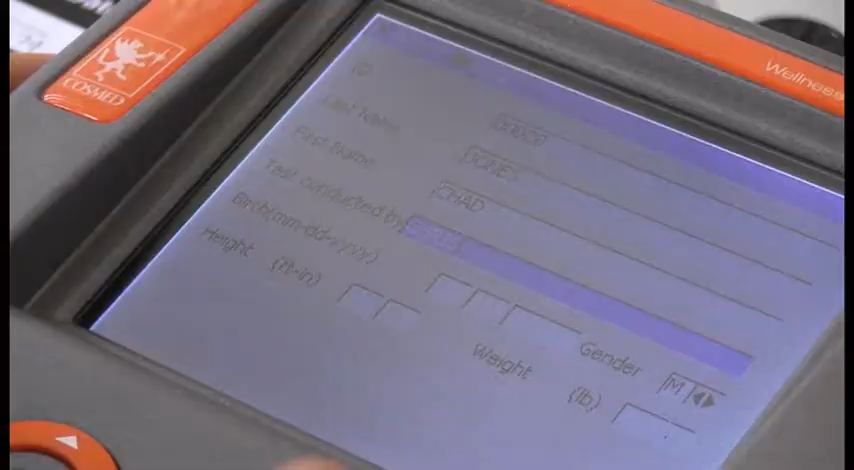 COSMED
Wellness
ID
Last Name
JONES
First Name
CHAD
Test conducted by
Birth(mm-dd-yyyy)
Height (ft-in)
Gender M
Weight (lb)